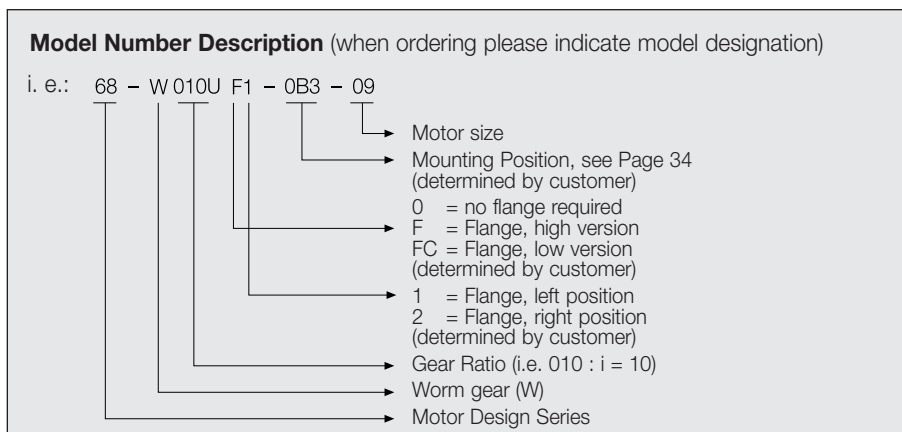 Model Number Description (when ordering please indicate model designation)
i. e.: 68 - W 010U F1 - 0B3 - 09
Motor size
Mounting Position, see Page 34
(determined by customer)
0 = no flange required
F = Flange, high version
FC = Flange, low version
(determined by customer)
1 = Flange, left position
2 = Flange, right position
(determined by customer)
Gear Ratio (i.e. 010 : i = 10)
Worm gear (W)
Motor Design Series